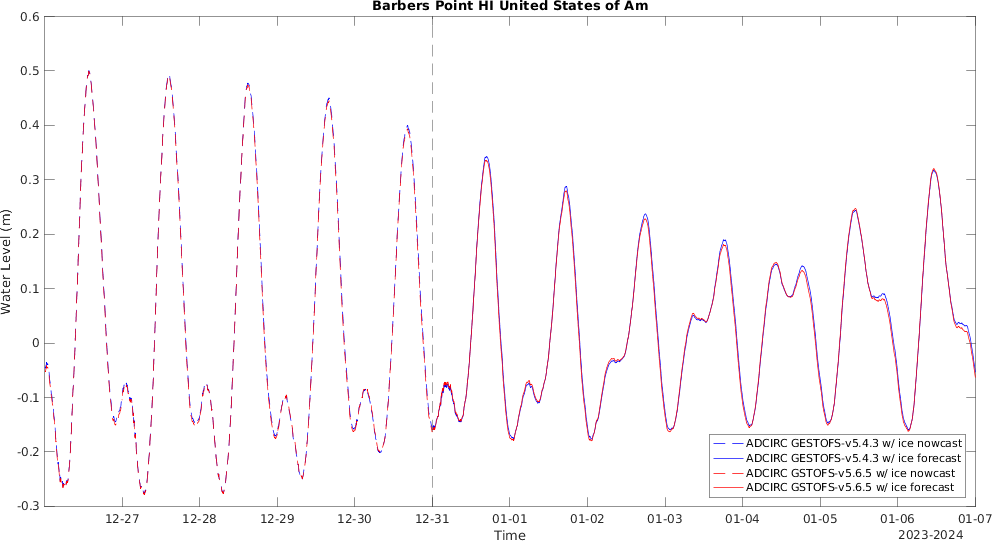 Barbers Point HI United States of Am
0.6
0.5
0.4
0.3
0.2
0.1
0
-0.1
-0.2
-0.3
Water Level (m)
12-27 12-28 12-29 12-30 12-31 01-01 01-02 01-03 01-04 01-05 01-06 01-07
Time
2023-2024
ADCIRC GESTOFS-v5.4.3 w/ ice nowcast
ADCIRC GESTOFS-v5.4.3 w/ ice forecast
ADCIRC GSTOFS-v5.6.5 w/ ice nowcast
ADCIRC GSTOFS-v5.6.5 w/ ice forecast